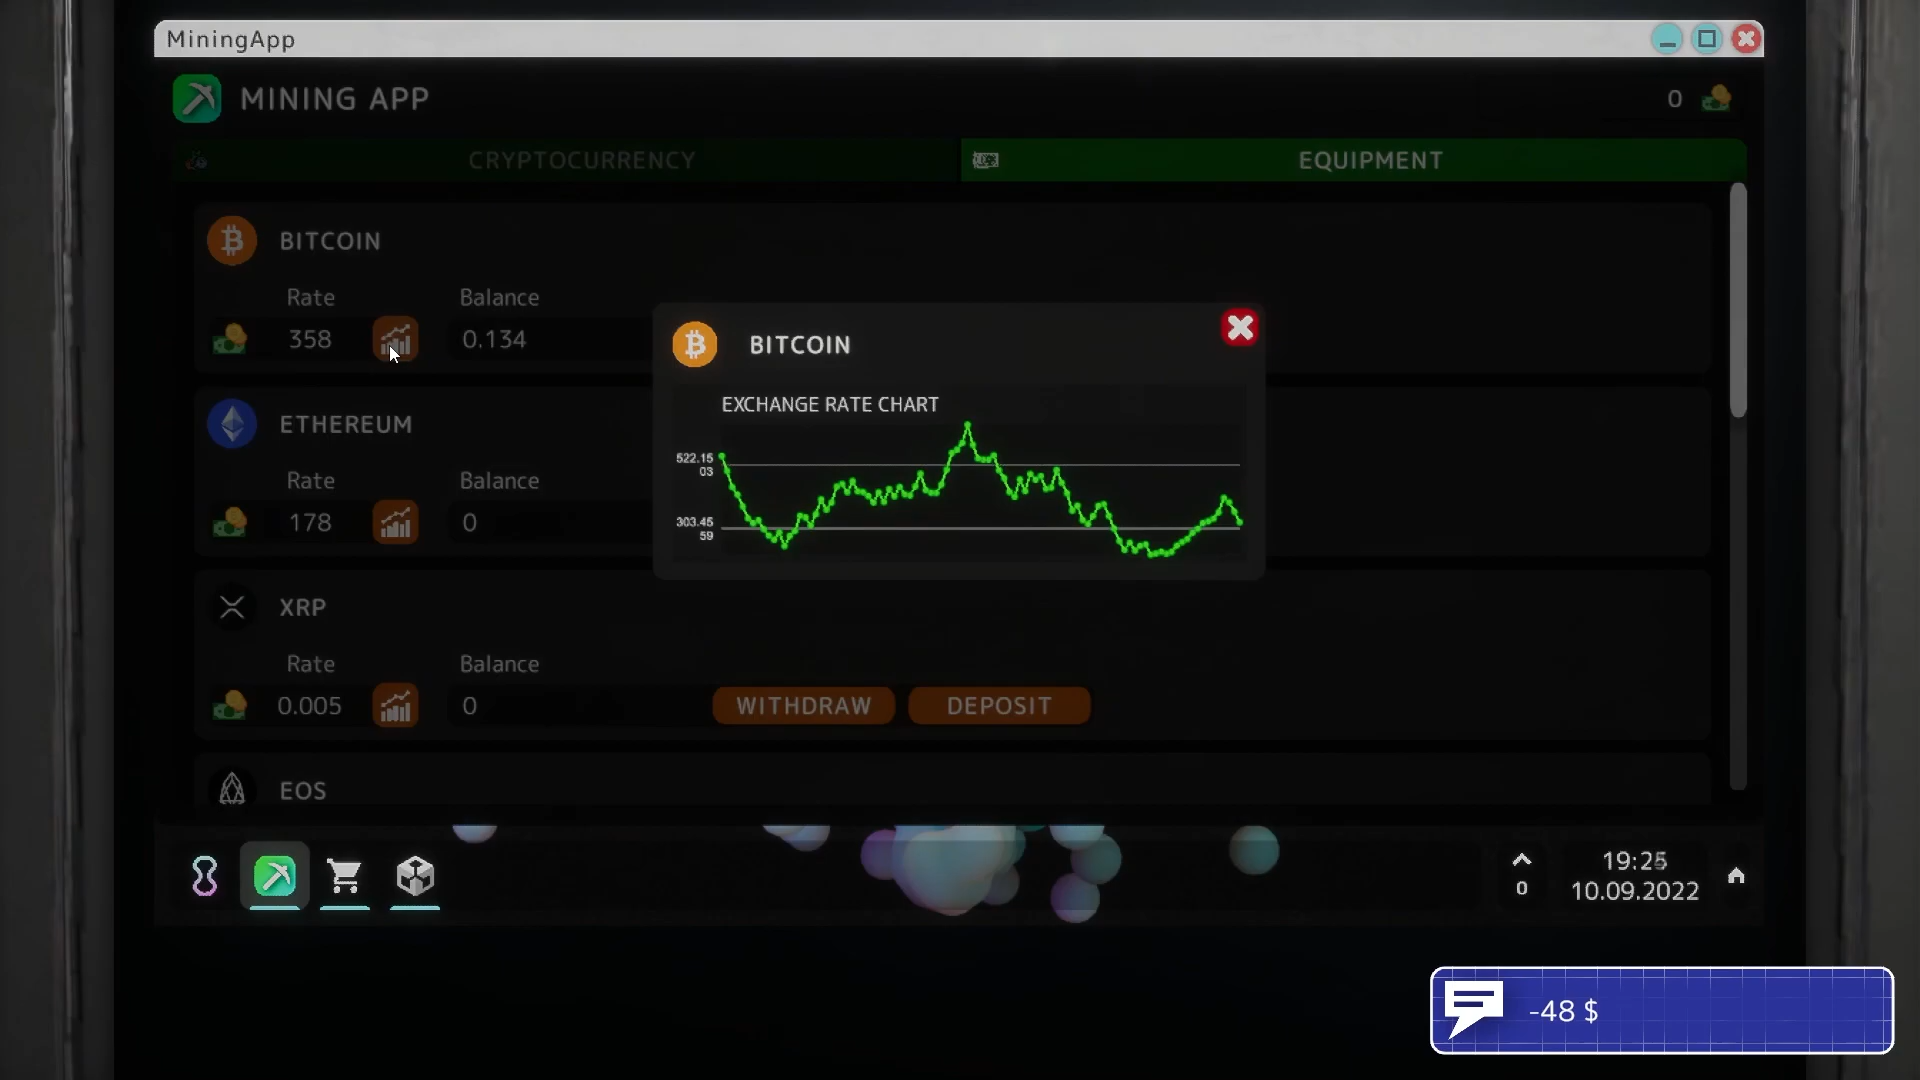 MiningApp
MINING APP
0
CRYPTOCURRENCY
EQUIPMENT
BITCOIN
Rate
Balance
358
0.134
BITCOIN
EXCHANGE RATE CHART
522.15
03
303.45
59
ETHEREUM
Rate
Balance
178
0
XRP
Rate
Balance
0.005
0
WITHDRAW
DEPOSIT
EOS
0
19:25
10.09.2022
-48 $